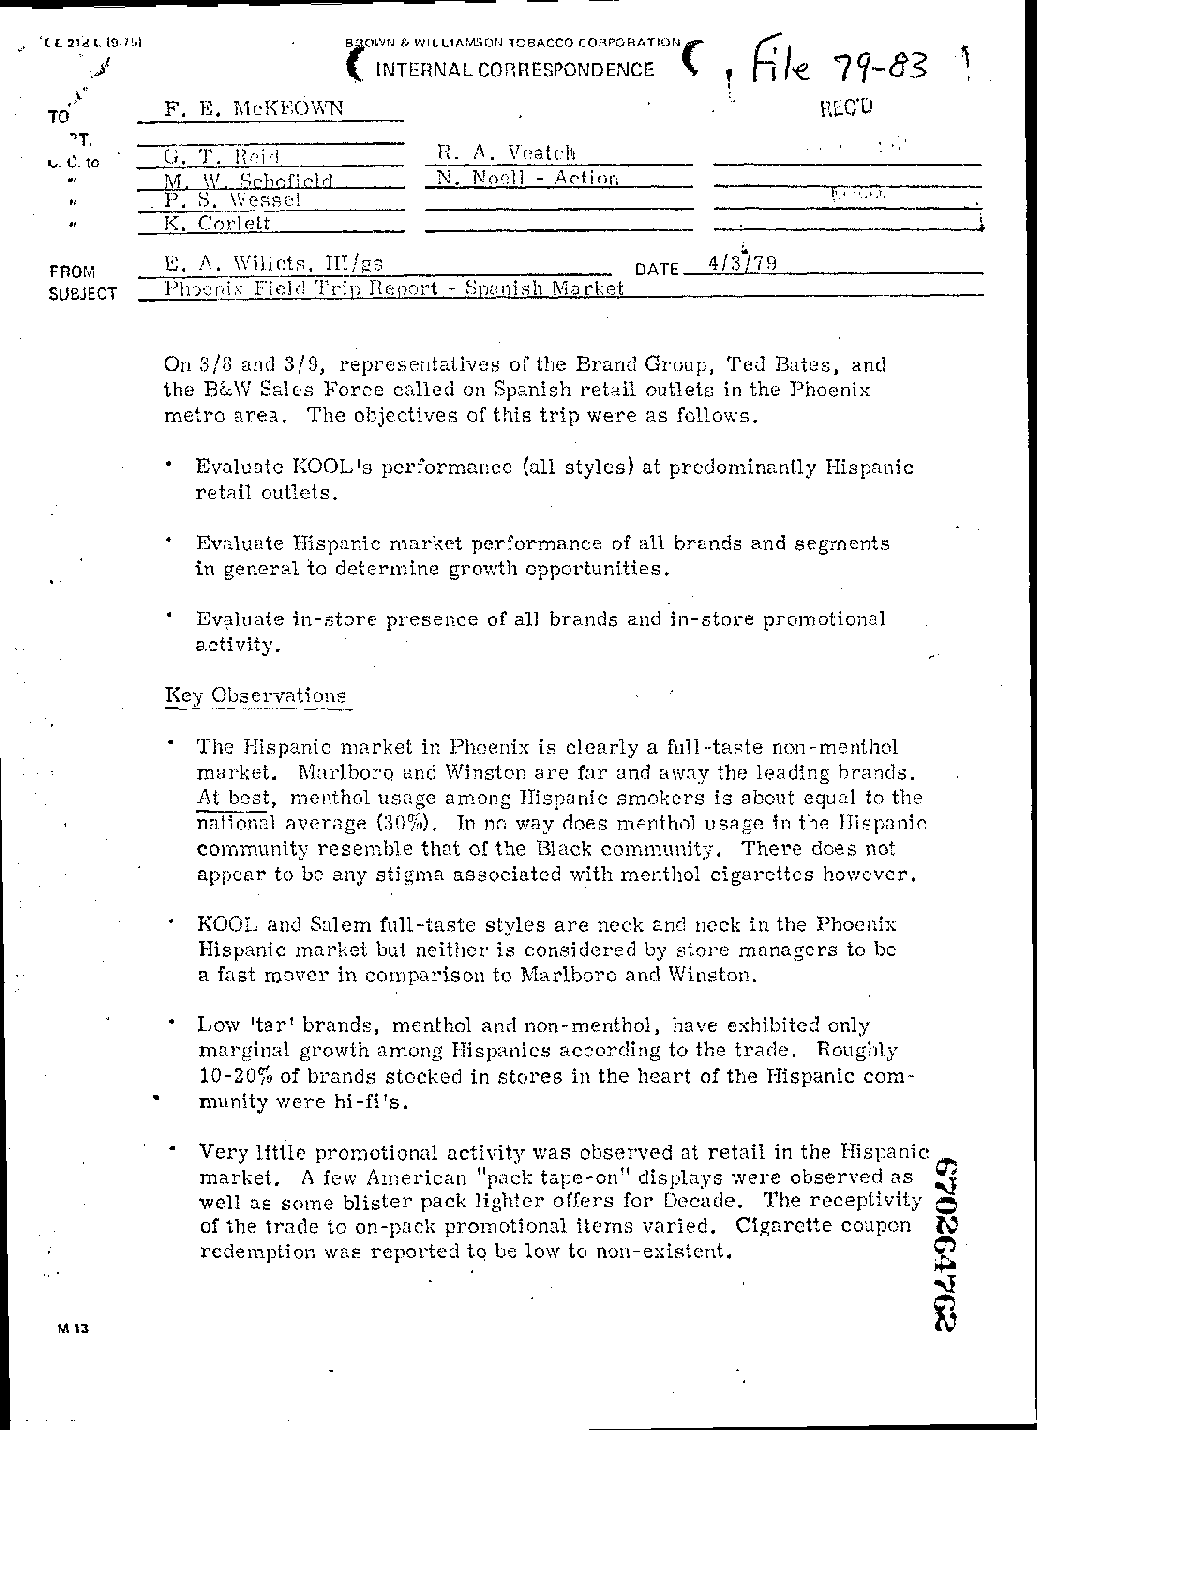 BROWN & WILLIAMSON TOBACCO CORPORATION
INTERNAL CORRESPONDENCE
File 79-83
TO F. E. McKEOWN
REC'D
C. C. to G. T. Reid R. A. Veatch
" M. W. Schofield N. Noell - Action
" P. S. Wessel
" K. Corlett
FROM E. A. Willets, III/gs DATE 4/3/79
SUBJECT Phoenix Field Trip Report - Spanish Market
On 3/8 and 3/9, representatives of the Brand Group, Ted Bates, and
the B&W Sales Force called on Spanish retail outlets in the Phoenix
metro area. The objectives of this trip were as follows.
• Evaluate KOOL's performance (all styles) at predominantly Hispanic
retail outlets.
• Evaluate Hispanic market performance of all brands and segments
in general to determine growth opportunities.
• Evaluate in-store presence of all brands and in-store promotional
activity.
Key Observations
• The Hispanic market in Phoenix is clearly a full-taste non-menthol
market. Marlboro and Winston are far and away the leading brands.
At best, menthol usage among Hispanic smokers is about equal to the
national average (30%). In no way does menthol usage in the Hispanic
community resemble that of the Black community. There does not
appear to be any stigma associated with menthol cigarettes however.
• KOOL and Salem full-taste styles are neck and neck in the Phoenix
Hispanic market but neither is considered by store managers to be
a fast mover in comparison to Marlboro and Winston.
• Low 'tar' brands, menthol and non-menthol, have exhibited only
marginal growth among Hispanics according to the trade. Roughly
10-20% of brands stocked in stores in the heart of the Hispanic com-
munity were hi-fi's.
• Very little promotional activity was observed at retail in the Hispanic
market. A few American "pack tape-on" displays were observed as
well as some blister pack lighter offers for Decade. The receptivity
of the trade to on-pack promotional items varied. Cigarette coupon
redemption was reported to be low to non-existent.
670264762
M 13